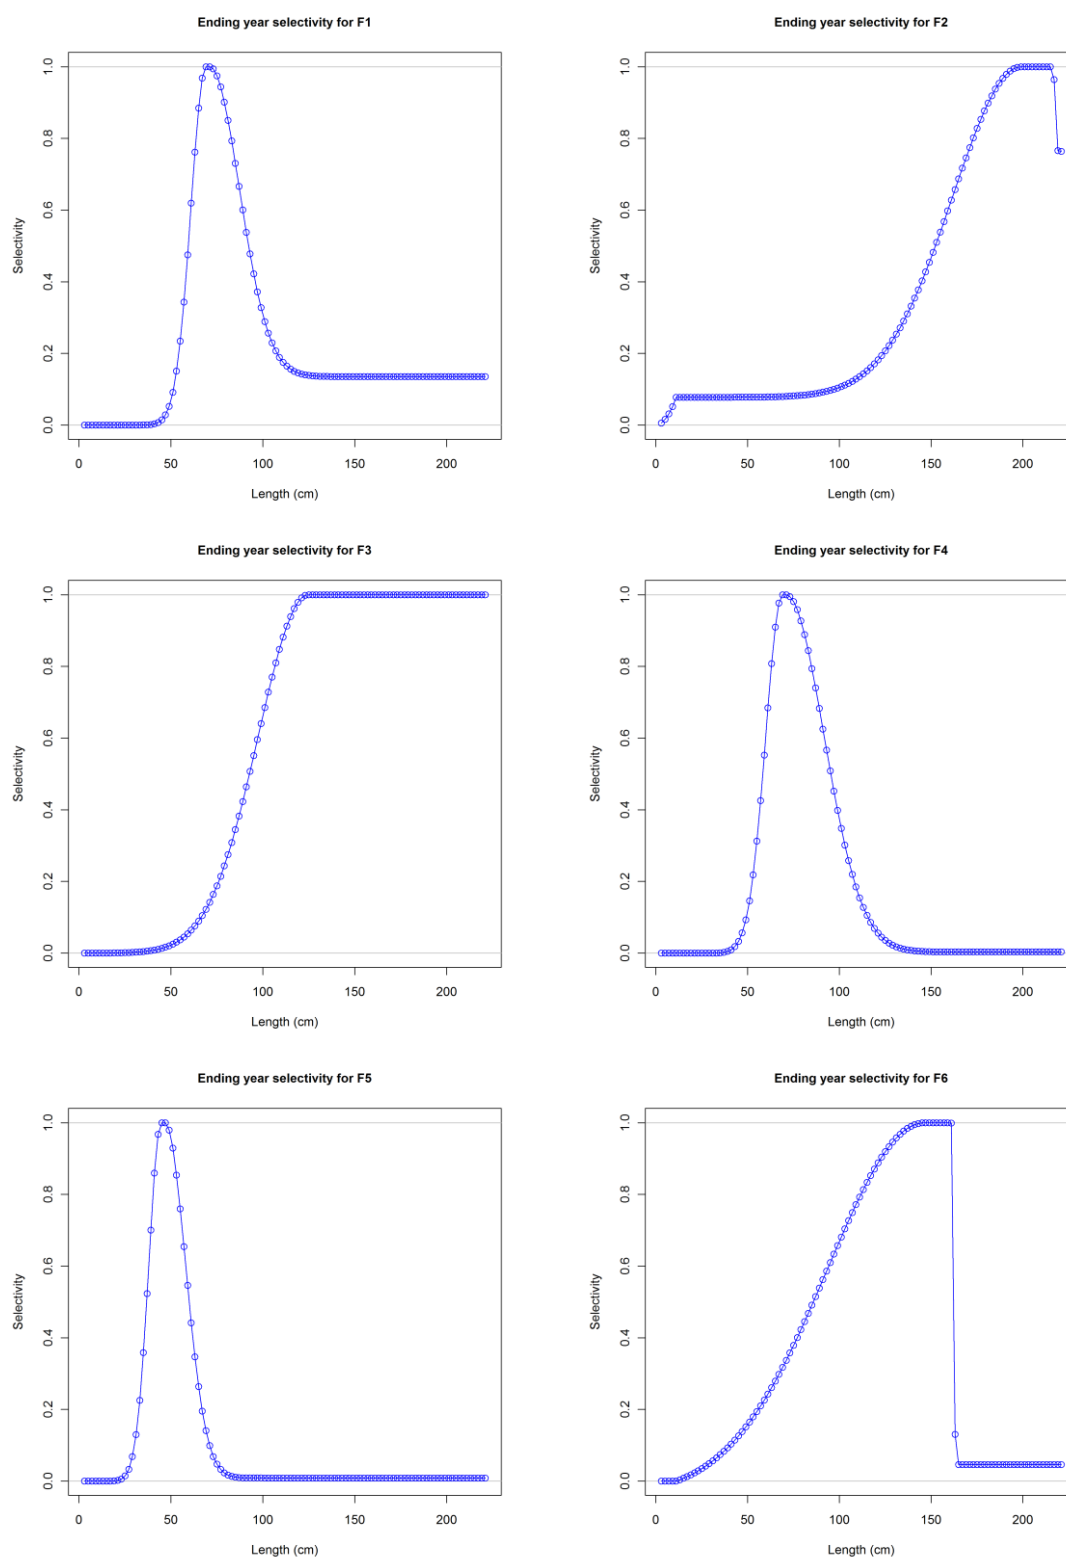 Ending year selectivity for F1
1.0
0.8
0.6
0.4
0.2
0.0
Selectivity
0 50 100 150 200
Length (cm)
Ending year selectivity for F2
1.0
0.8
0.6
0.4
0.2
0.0
Selectivity
0 50 100 150 200
Length (cm)
Ending year selectivity for F3
1.0
0.8
0.6
0.4
0.2
0.0
Selectivity
0 50 100 150 200
Length (cm)
Ending year selectivity for F4
1.0
0.8
0.6
0.4
0.2
0.0
Selectivity
0 50 100 150 200
Length (cm)
Ending year selectivity for F5
1.0
0.8
0.6
0.4
0.2
0.0
Selectivity
0 50 100 150 200
Length (cm)
Ending year selectivity for F6
1.0
0.8
0.6
0.4
0.2
0.0
Selectivity
0 50 100 150 200
Length (cm)